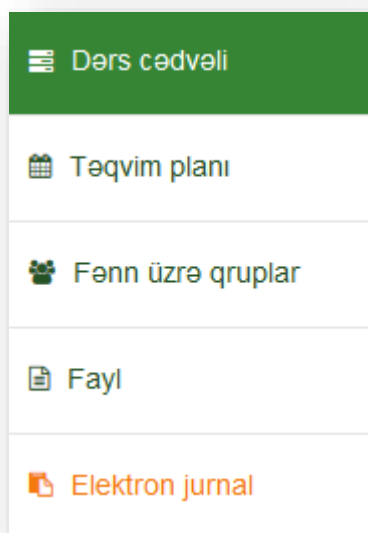 Dərs cədvəli
Təqvim planı
Fənn üzrə qruplar
Fayl
Elektron jurnal